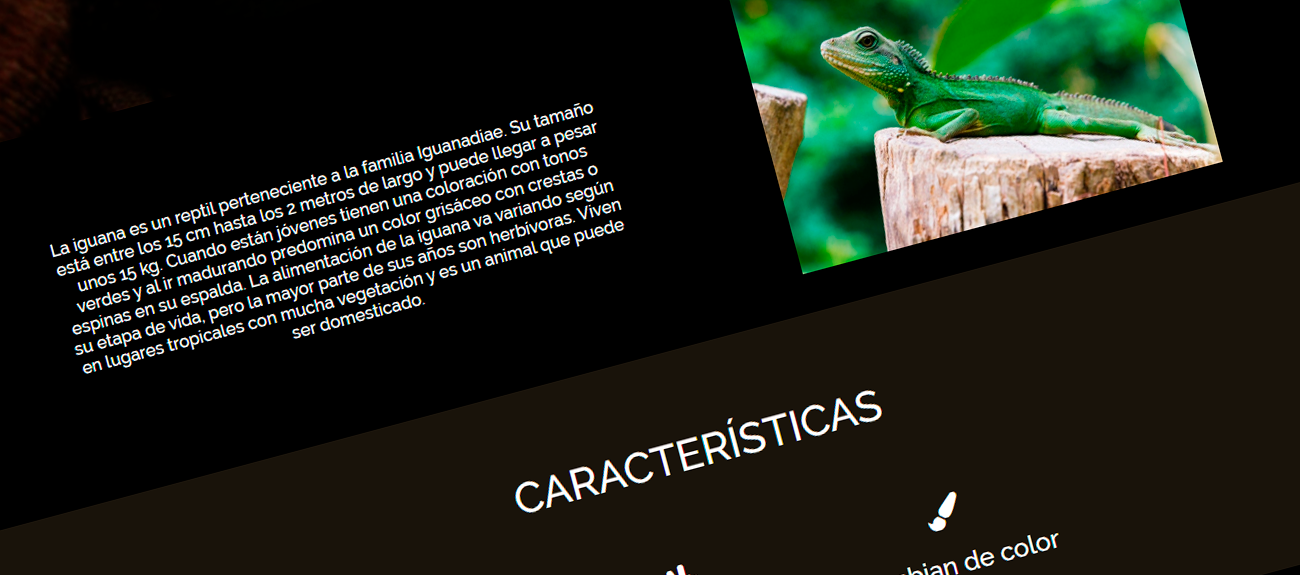 La iguana es un reptil perteneciente a la familia Iguanadiae. Su tamaño
está entre los 15 cm hasta los 2 metros de largo y puede llegar a pesar
unos 15 kg. Cuando están jóvenes tienen una coloración con tonos
verdes y al ir madurando predomina un color grisáceo con crestas o
espinas en su espalda. La alimentación de la iguana va variando según
su etapa de vida, pero la mayor parte de sus años son herbívoras. Viven
en lugares tropicales con mucha vegetación y es un animal que puede
ser domesticado.
CARACTERÍSTICAS
de color